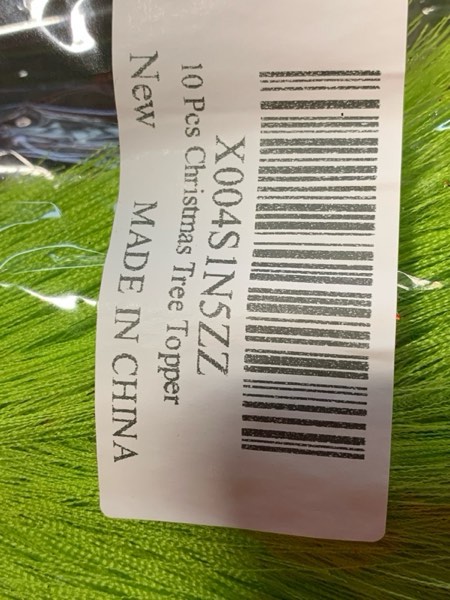 X004S1N5ZZ
10 Pcs Christmas Tree Topper
New MADE IN CHINA